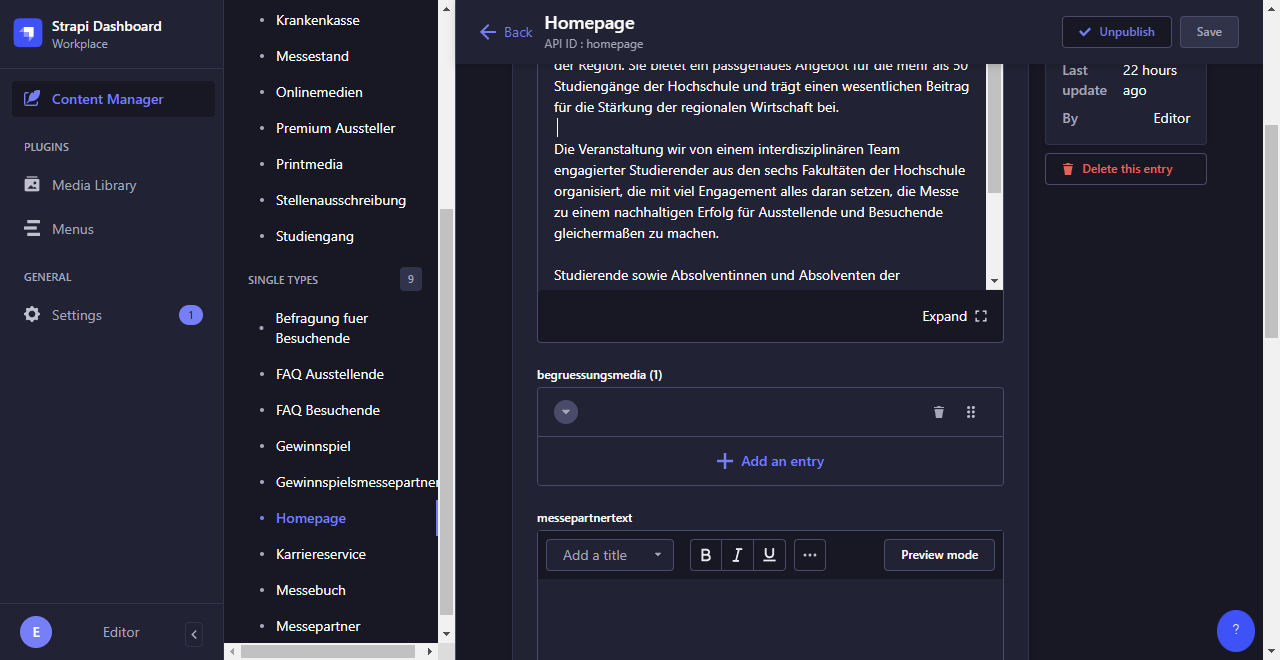 Strapi Dashboard
Workplace
Content Manager
PLUGINS
Media Library
Menus
GENERAL
Settings
1
E
Editor
Krankenkasse
Messestand
Onlinemedien
Premium Aussteller
Printmedia
Stellenausschreibung
Studiengang
SINGLE TYPES
9
Befragung fuer
Besuchende
FAQ Ausstellende
FAQ Besuchende
Gewinnspiel
Gewinnspielsmessepartner
Homepage
Karriereservice
Messebuch
Messepartner
Back
Homepage
API ID : homepage
Unpublish
Save
der Region. Sie bietet ein passgenaues Angebot für die mehr als 50
Studiengänge der Hochschule und trägt einen wesentlichen Beitrag
für die Stärkung der regionalen Wirtschaft bei.
Die Veranstaltung wir von einem interdisziplinären Team
engagierter Studierender aus den sechs Fakultäten der Hochschule
organisiert, die mit viel Engagement alles daran setzen, die Messe
zu einem nachhaltigen Erfolg für Ausstellende und Besuchende
gleichermaßen zu machen.
Studierende sowie Absolventinnen und Absolventen der
Expand
begruessungsmedia (1)
Add an entry
messepartnertext
Add a title
B
I
U
Preview mode
Last
update
22 hours
ago
By
Editor
Delete this entry
?